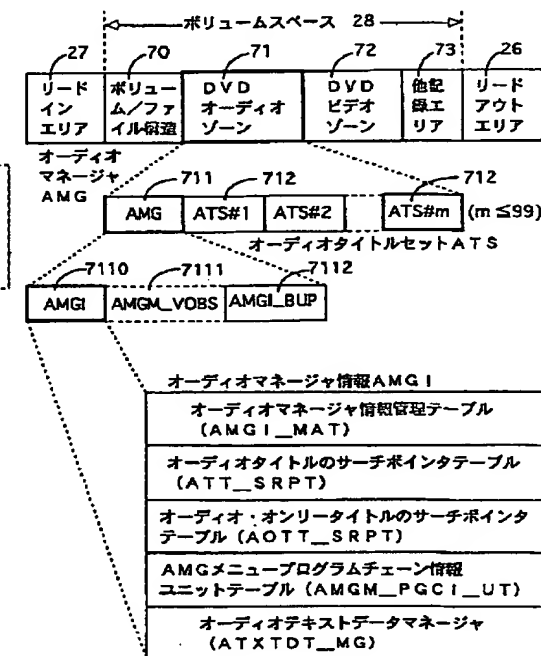 ボリュームスペース 28
27
70
71
72
73
26
リード
イン
エリア
ボリュー
ム/ファ
イル構造
DVD
オーディオ
ゾーン
DVD
ビデオ
ゾーン
他記
録エ
リア
リード
アウト
エリア
オーディオ
マネージャ
AMG
711
712
712
AMG
ATS#1
ATS#2
ATS#m
(m≤99)
オーディオタイトルセットATS
7110
7111
7112
AMGI
AMGM_VOBS
AMGI_BUP
オーディオマネージャ情報AMGI
オーディオマネージャ情報管理テーブル
(AMGI_MAT)
オーディオタイトルのサーチポインタテーブル
(ATT_SRPT)
オーディオ・オンリータイトルのサーチポインタ
テーブル(AOTT_SRPT)
AMGメニュープログラムチェーン情報
ユニットテーブル(AMGM_PGCI_UT)
オーディオテキストデータマネージャ
(ATXTDT_MG)